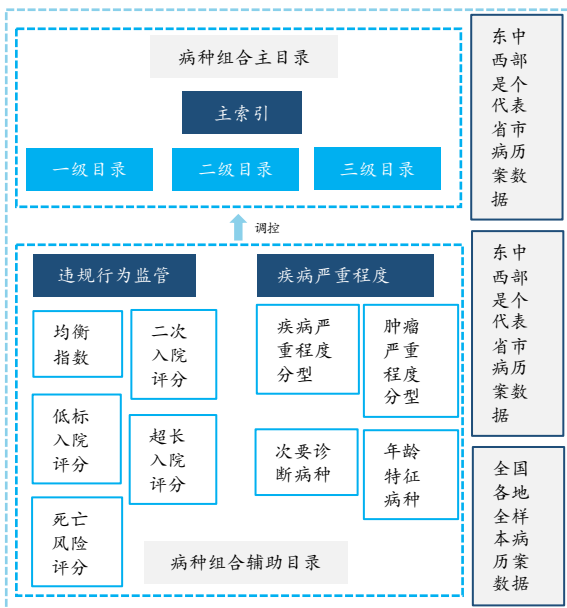 病种组合主目录
主索引
一级目录
二级目录
三级目录
调控
违规行为监管
疾病严重程度
均衡
指数
二次
入院
评分
低标
入院
评分
超长
入院
评分
死亡
风险
评分
疾病严
重程度
分型
肿瘤
严重
程度
分型
次要诊
断病种
年龄
特征
病种
病种组合辅助目录
东中
西部
是个
代表
省市
病历
案数
据
东中
西部
是个
代表
省市
病历
案数
据
全国
各地
全样
本病
历案
数据